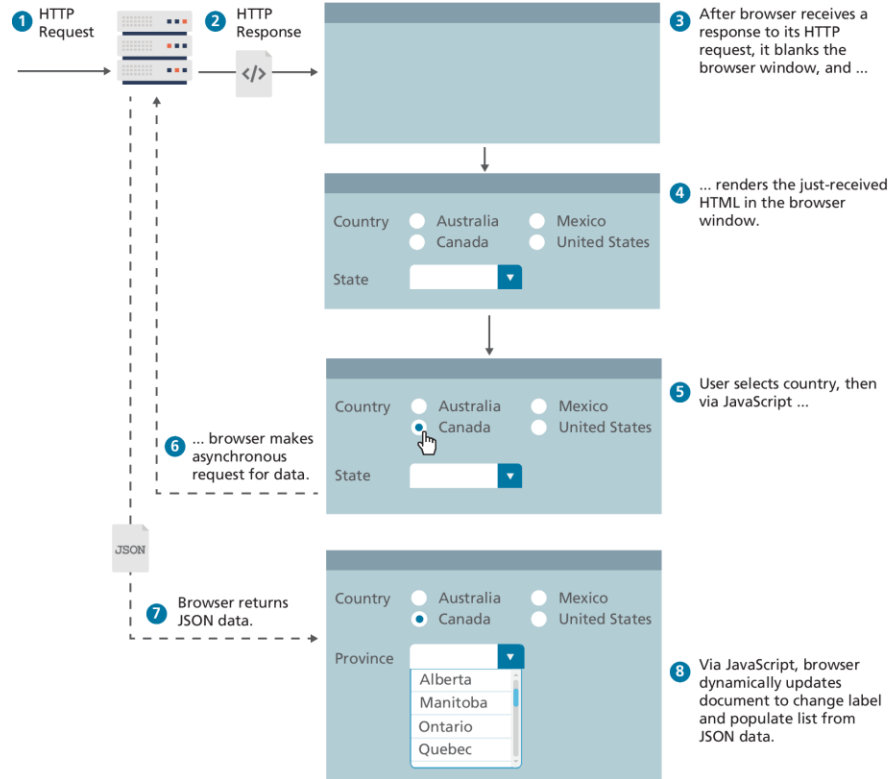 1 HTTP
Request
2 HTTP
Response
</>
3 After browser receives a
response to its HTTP
request, it blanks the
browser window, and ...
4 ... renders the just-received
HTML in the browser
window.
Country Australia Mexico
Canada United States
State
5 User selects country, then
via JavaScript ...
Country Australia Mexico
Canada United States
State
6 ... browser makes
asynchronous
request for data.
JSON
7 Browser returns
JSON data.
Country Australia Mexico
Canada United States
Province
Alberta
Manitoba
Ontario
Quebec
8 Via JavaScript, browser
dynamically updates
document to change label
and populate list from
JSON data.